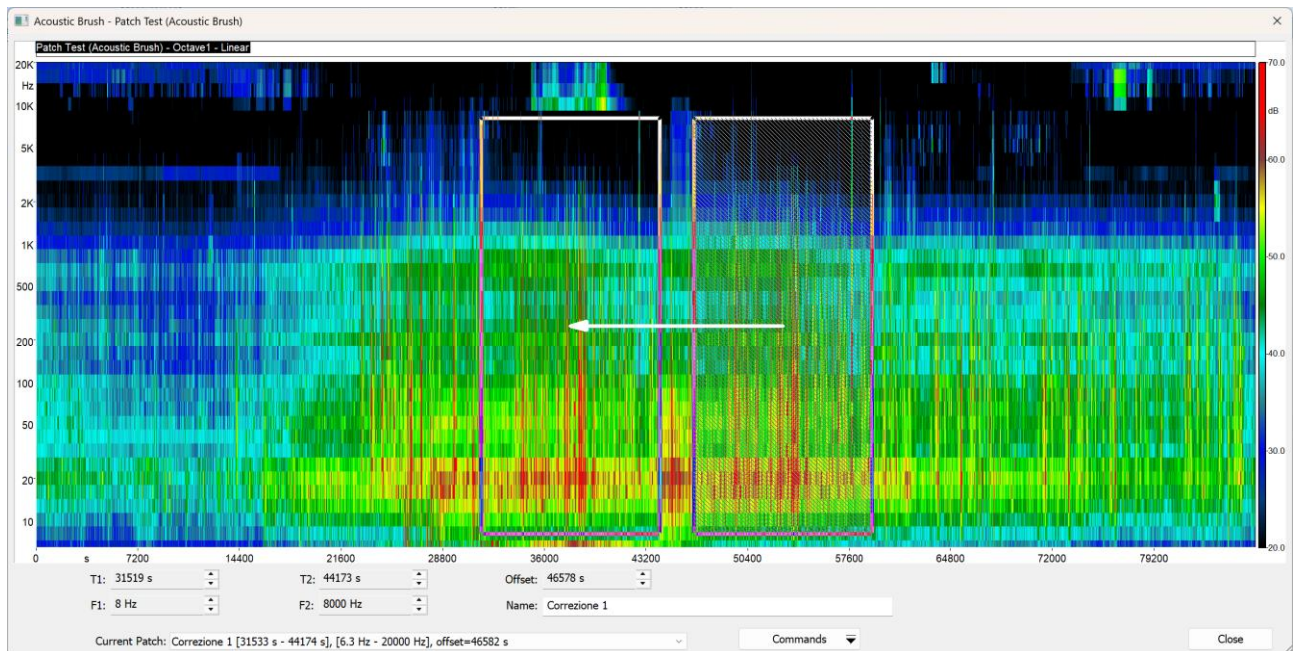 Acoustic Brush - Patch Test (Acoustic Brush)
Patch Test (Acoustic Brush) - Octave1 - Linear
20K
Hz
10K
5K
2K
1K
500
200
100
50
20
10
70.0
dB
60.0
50.0
40.0
30.0
20.0
0 s 7200 14400 21600 28800 36000 43200 50400 57600 64800 72000 79200
T1: 31519 s T2: 44173 s Offset: 46578 s
F1: 8 Hz F2: 8000 Hz Name: Correzione 1
Current Patch: Correzione 1 [31533 s - 44174 s], [6.3 Hz - 20000 Hz], offset=46582 s Commands Close